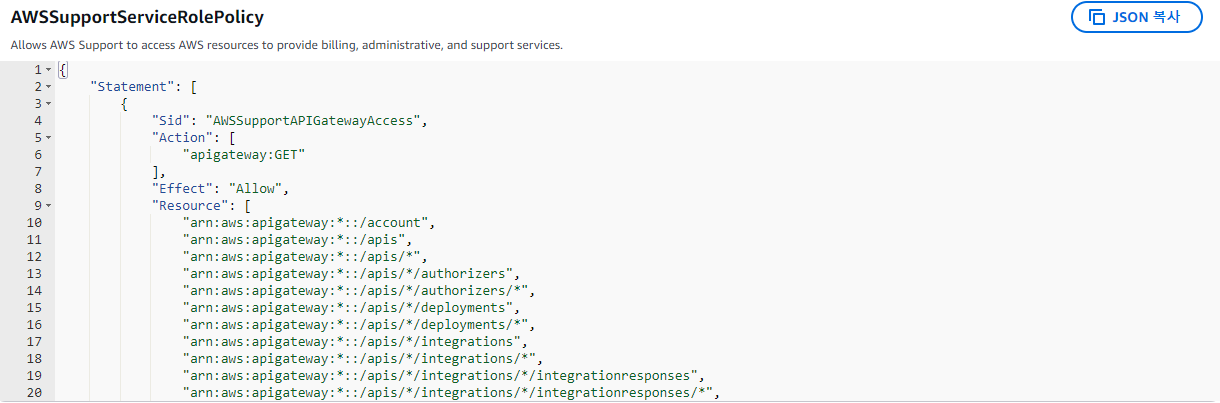 AWSSupportServiceRolePolicy
JSON 복사
Allows AWS Support to access AWS resources to provide billing, administrative, and support services.
1 {
2 "Statement": [
3 {
4 "Sid": "AWSSupportAPIGatewayAccess",
5 "Action": [
6 "apigateway:GET"
7 ],
8 "Effect": "Allow",
9 "Resource": [
10 "arn:aws:apigateway:*::/account",
11 "arn:aws:apigateway:*::/apis",
12 "arn:aws:apigateway:*::/apis/*",
13 "arn:aws:apigateway:*::/apis/*/authorizers",
14 "arn:aws:apigateway:*::/apis/*/authorizers/*",
15 "arn:aws:apigateway:*::/apis/*/deployments",
16 "arn:aws:apigateway:*::/apis/*/deployments/*",
17 "arn:aws:apigateway:*::/apis/*/integrations",
18 "arn:aws:apigateway:*::/apis/*/integrations/*",
19 "arn:aws:apigateway:*::/apis/*/integrations/*/integrationresponses",
20 "arn:aws:apigateway:*::/apis/*/integrations/*/integrationresponses/*",